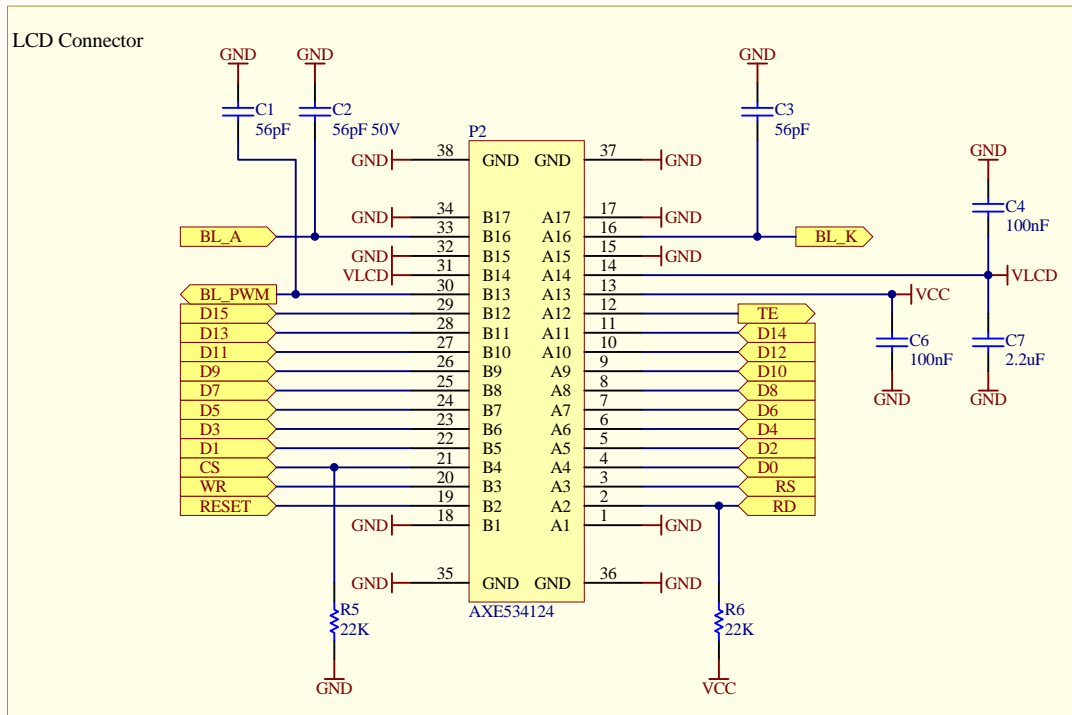 LCD Connector
GND
GND
GND
C1
56pF
C2
56pF 50V
C3
56pF
P2
GND
C4
100nF
GND 38 GND GND 37 GND
GND 34 B17 A17 17 GND
BL_A 33 B16 A16 16 BL_K
GND 32 B15 A15 15 GND
VLCD 31 B14 A14 14 VLCD
BL_PWM 30 B13 A13 13 VCC
D15 29 B12 A12 12 TE
D13 28 B11 A11 11 D14
D11 27 B10 A10 10 D12
D9 26 B9 A9 9 D10
D7 25 B8 A8 8 D8
D5 24 B7 A7 7 D6
D3 23 B6 A6 6 D4
D1 22 B5 A5 5 D2
CS 21 B4 A4 4 D0
WR 20 B3 A3 3 RS
RESET 19 B2 A2 2 RD
GND 18 B1 A1 1 GND
GND 35 GND GND 36 GND
C6
100nF
GND
C7
2.2uF
GND
AXE534124
R5
22K
GND
R6
22K
VCC